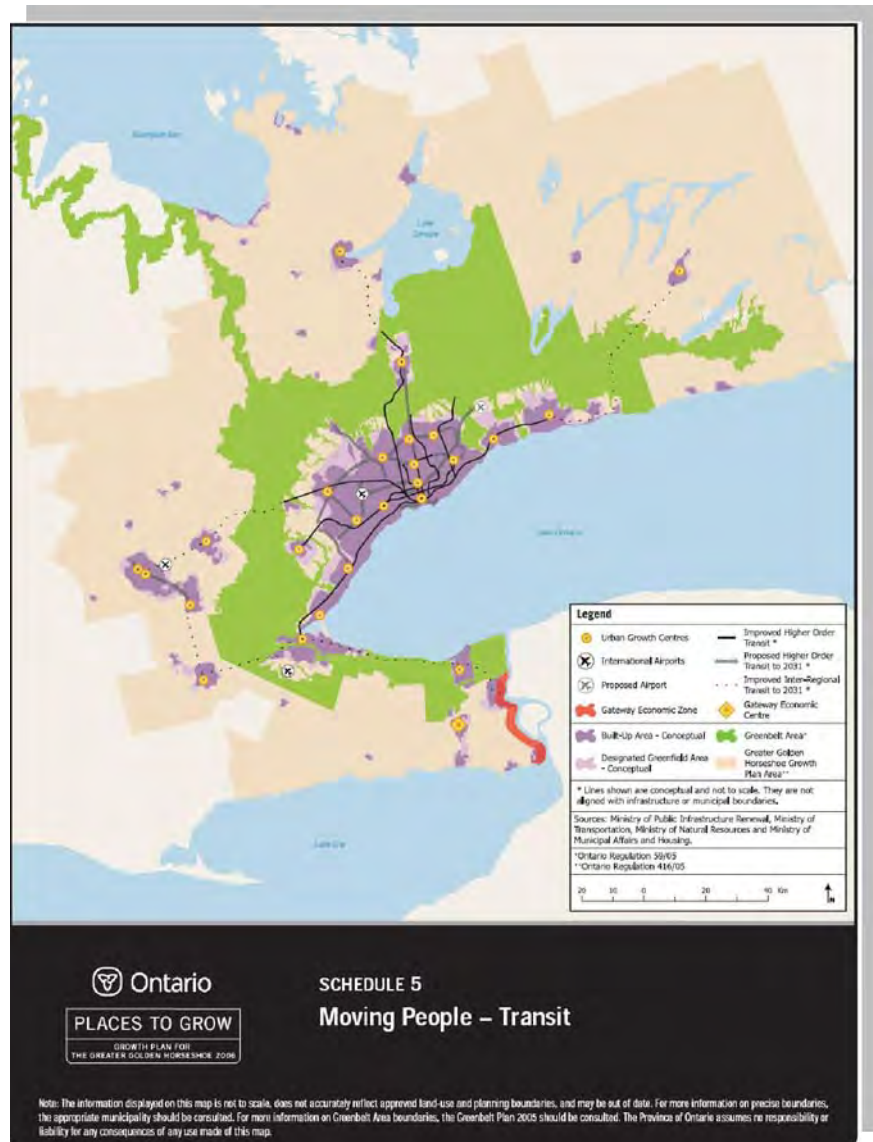 Lake
Simcoe
Lake Ontario
Lake Erie
Legend
Urban Growth Centres
International Airports
Proposed Airport
Gateway Economic Zone
Built-Up Area - Conceptual
Designated Greenfield Area
- Conceptual
Improved Higher Order
Transit *
Proposed Higher Order
Transit to 2031 *
Improved Inter-Regional
Transit to 2031 *
Gateway Economic
Centre
Greenbelt Area*
Greater Golden
Horseshoe Growth
Plan Area**
* Lines shown are conceptual and not to scale. They are not
aligned with infrastructure or municipal boundaries.
Sources: Ministry of Public Infrastructure Renewal, Ministry of
Transportation, Ministry of Natural Resources and Ministry of
Municipal Affairs and Housing.
*Ontario Regulation 59/05
**Ontario Regulation 416/05
20 10 0 20 40 Km
N
Ontario
PLACES TO GROW
GROWTH PLAN FOR
THE GREATER GOLDEN HORSESHOE 2006
SCHEDULE 5
Moving People – Transit
Note: The information displayed on this map is not to scale, does not accurately reflect approved land-use and planning boundaries, and may be out of date. For more information on precise boundaries,
the appropriate municipality should be consulted. For more information on Greenbelt Area boundaries, the Greenbelt Plan 2005 should be consulted. The Province of Ontario assumes no responsibility or
liability for any consequences of any use made of this map.